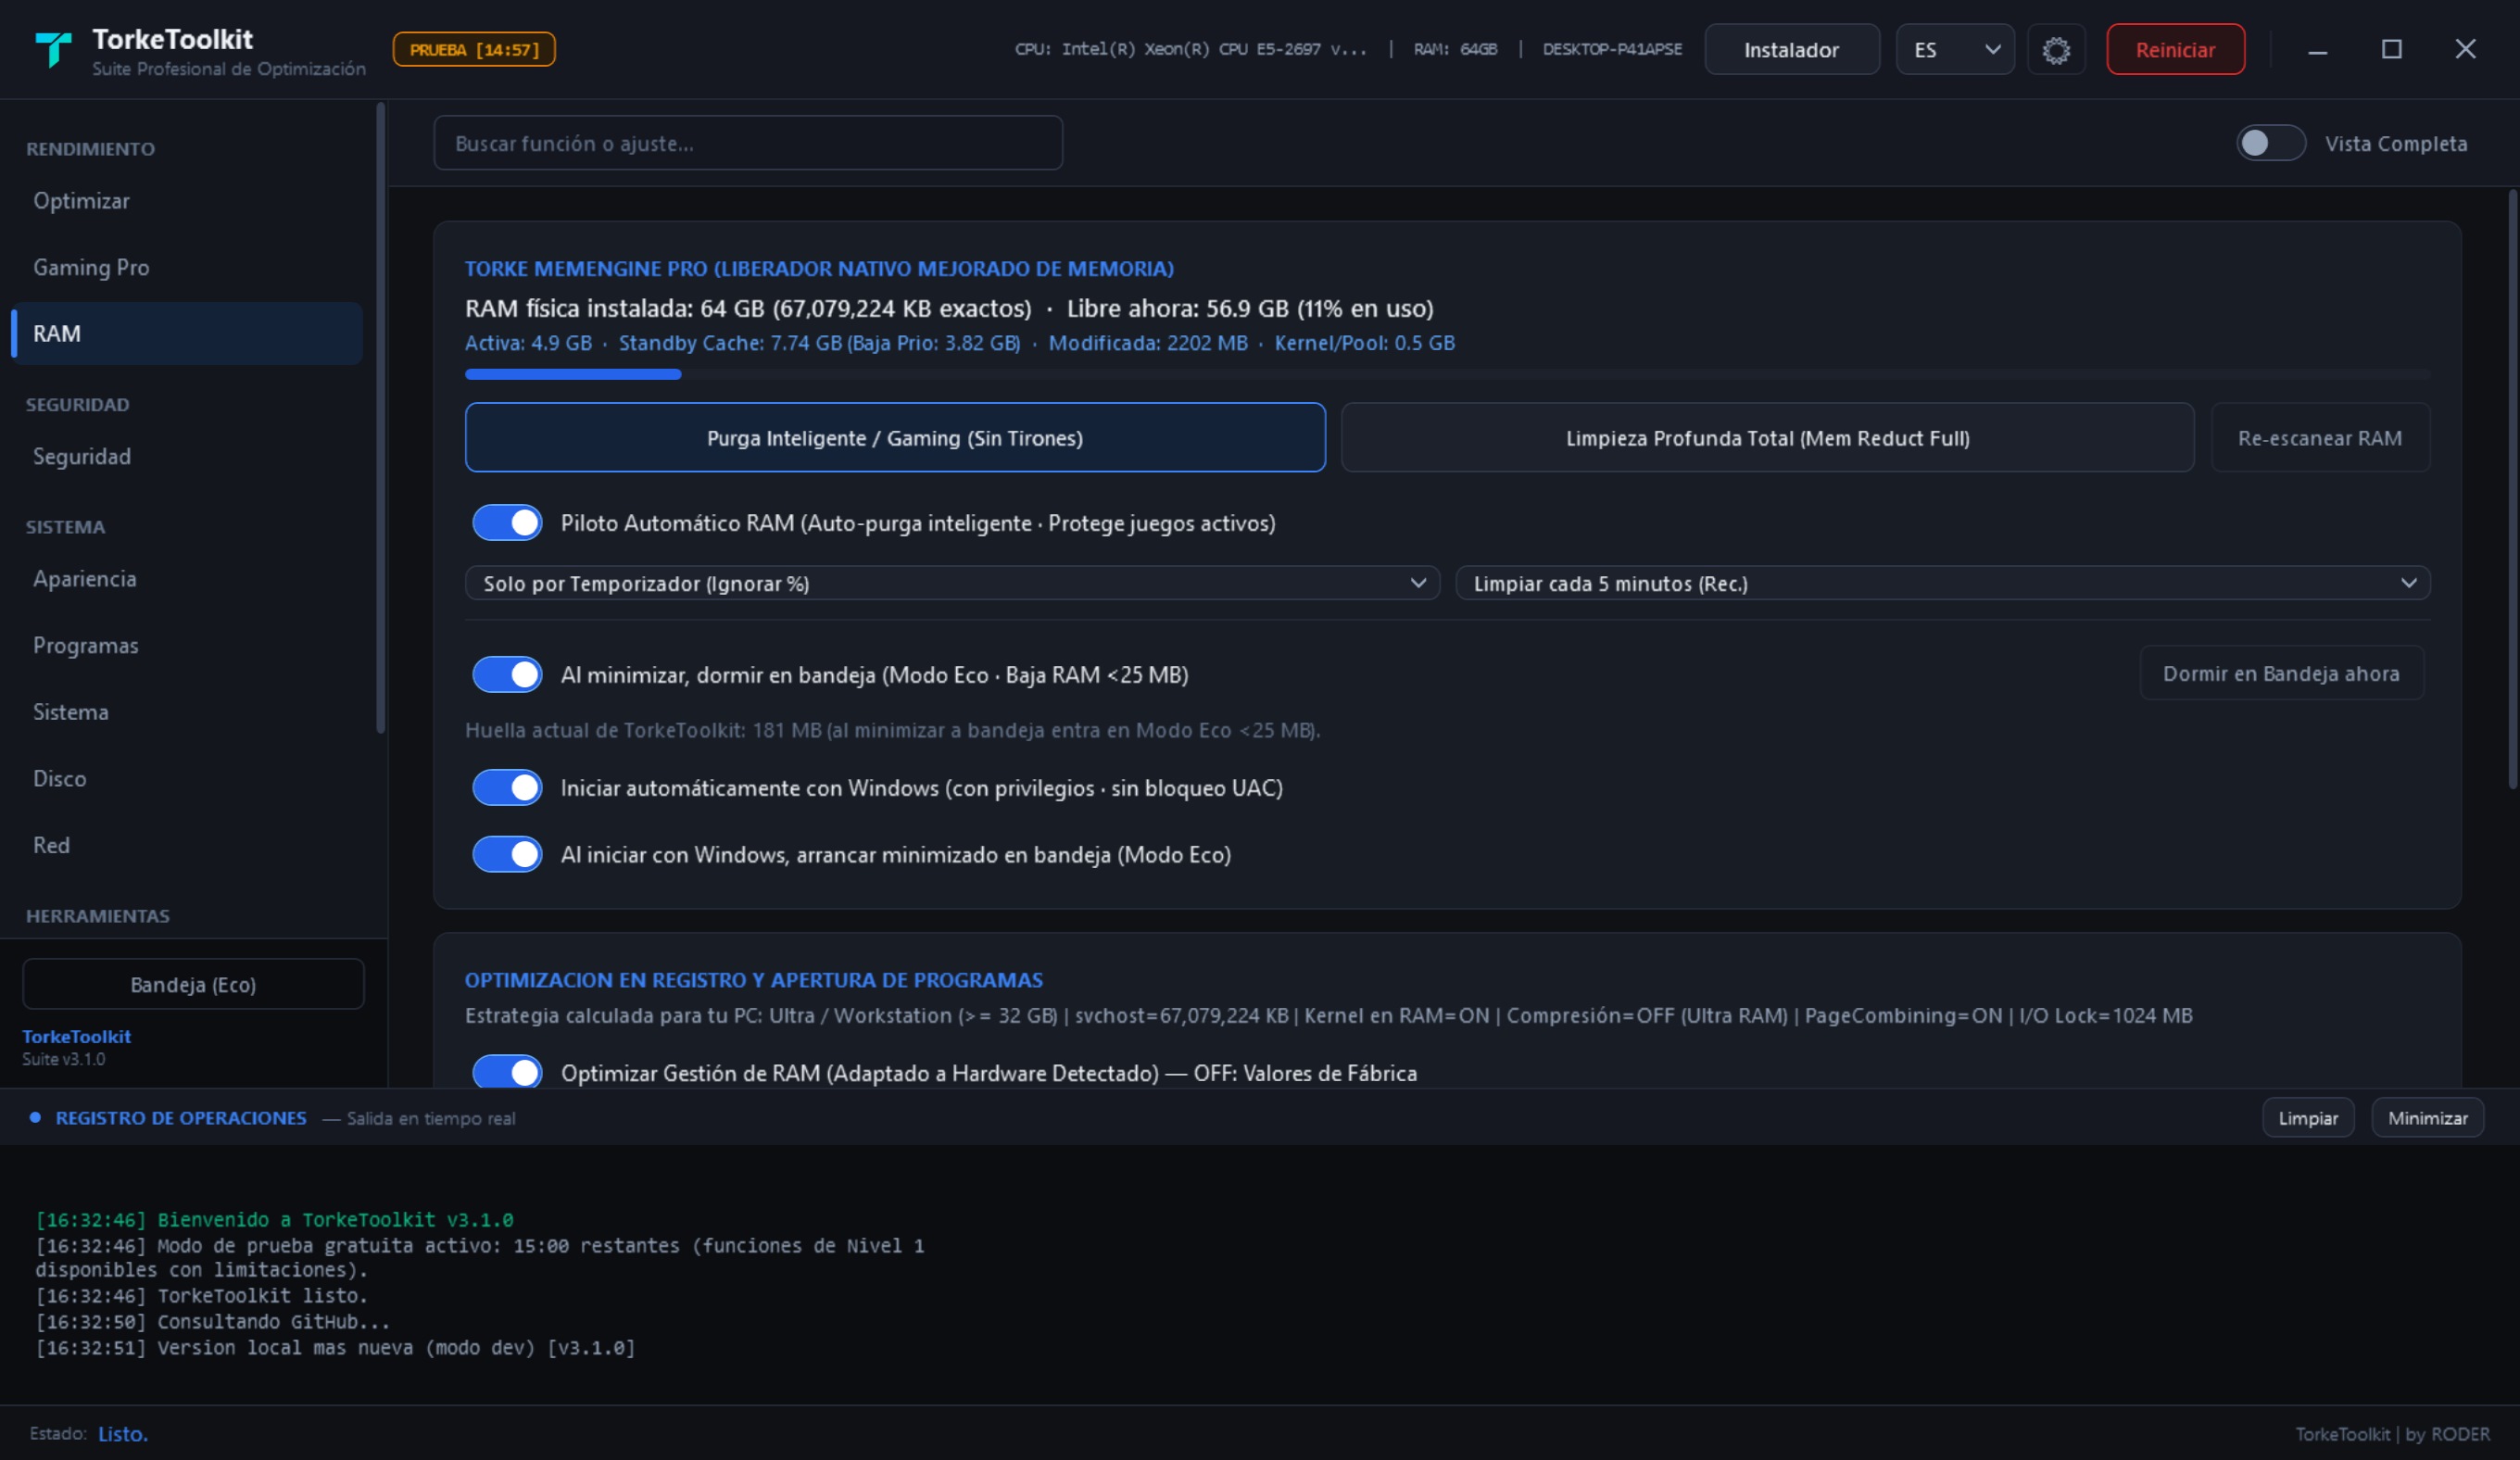 TorkeToolkit
Suite Profesional de Optimización
PRUEBA [14:57]
CPU: Intel(R) Xeon(R) CPU E5-2697 v... | RAM: 64GB | DESKTOP-P41APSE
Instalador
ES
Reiniciar
RENDIMIENTO
Optimizar
Gaming Pro
RAM
SEGURIDAD
Seguridad
SISTEMA
Apariencia
Programas
Sistema
Disco
Red
HERRAMIENTAS
Bandeja (Eco)
TorkeToolkit
Suite v3.1.0
Buscar función o ajuste...
Vista Completa
TORKE MEMENGINE PRO (LIBERADOR NATIVO MEJORADO DE MEMORIA)
RAM física instalada: 64 GB (67,079,224 KB exactos) · Libre ahora: 56.9 GB (11% en uso)
Activa: 4.9 GB · Standby Cache: 7.74 GB (Baja Prio: 3.82 GB) · Modificada: 2202 MB · Kernel/Pool: 0.5 GB
Purga Inteligente / Gaming (Sin Tirones)
Limpieza Profunda Total (Mem Reduct Full)
Re-escanear RAM
Piloto Automático RAM (Auto-purga inteligente · Protege juegos activos)
Solo por Temporizador (Ignorar %)
Limpiar cada 5 minutos (Rec.)
Al minimizar, dormir en bandeja (Modo Eco · Baja RAM <25 MB)
Dormir en Bandeja ahora
Huella actual de TorkeToolkit: 181 MB (al minimizar a bandeja entra en Modo Eco <25 MB).
Iniciar automáticamente con Windows (con privilegios · sin bloqueo UAC)
Al iniciar con Windows, arrancar minimizado en bandeja (Modo Eco)
OPTIMIZACION EN REGISTRO Y APERTURA DE PROGRAMAS
Estrategia calculada para tu PC: Ultra / Workstation (>= 32 GB) | svchost=67,079,224 KB | Kernel en RAM=ON | Compresión=OFF (Ultra RAM) | PageCombining=ON | I/O Lock=1024 MB
Optimizar Gestión de RAM (Adaptado a Hardware Detectado) — OFF: Valores de Fábrica
REGISTRO DE OPERACIONES — Salida en tiempo real
Limpiar
Minimizar
[16:32:46] Bienvenido a TorkeToolkit v3.1.0
[16:32:46] Modo de prueba gratuita activo: 15:00 restantes (funciones de Nivel 1
disponibles con limitaciones).
[16:32:46] TorkeToolkit listo.
[16:32:50] Consultando GitHub...
[16:32:51] Version local mas nueva (modo dev) [v3.1.0]
Estado: Listo.
TorkeToolkit | by RODER